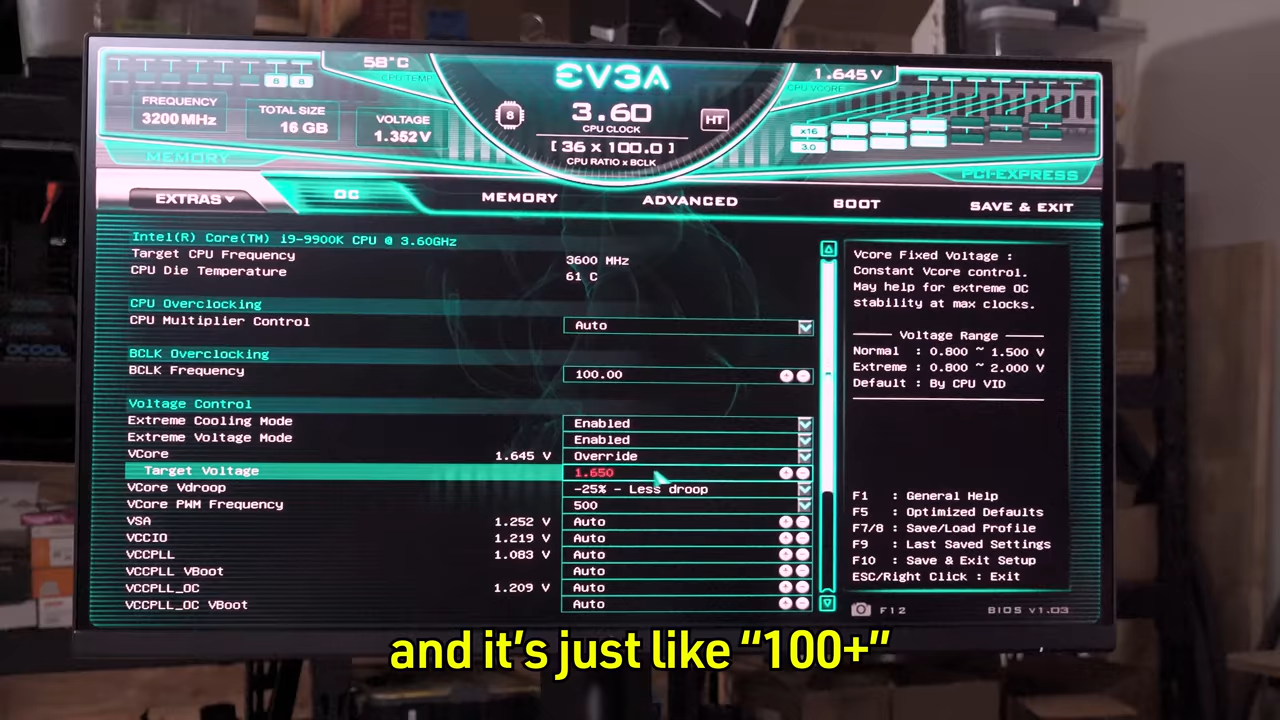 58°C
CPU TEMP
EVGA
1.645 V
CPU VCORE
8 8
FREQUENCY
3200 MHz
TOTAL SIZE
16 GB
VOLTAGE
1.352 V
8
3.60
CPU CLOCK
[ 36 x 100.0 ]
CPU RATIO x BCLK
HT
x16
3.0
MEMORY
PCI-EXPRESS
EXTRAS
OC
MEMORY
ADVANCED
BOOT
SAVE & EXIT
Intel(R) Core(TM) i9-9900K CPU @ 3.60GHz
Target CPU Frequency 3600 MHz
CPU Die Temperature 61 C
CPU Overclocking
CPU Multiplier Control Auto
BCLK Overclocking
BCLK Frequency 100.00
Voltage Control
Extreme Cooling Mode Enabled
Extreme Voltage Mode Enabled
VCore 1.645 V Override
Target Voltage 1.650
VCore Vdroop -25% - Less droop
VCore PWM Frequency 500
VSA 1.252 V Auto
VCCIO 1.219 V Auto
VCCPLL 1.083 V Auto
VCCPLL VBoot Auto
VCCPLL_OC 1.209 V Auto
VCCPLL_OC VBoot Auto
Vcore Fixed Voltage :
Constant Vcore control.
May help for extreme OC
stability at max clocks.
Voltage Range
Normal : 0.800 ~ 1.500 V
Extreme : 0.800 ~ 2.000 V
Default : By CPU VID
F1 : General Help
F5 : Optimized Defaults
F7/8 : Save/Load Profile
F9 : Last Saved Settings
F10 : Save & Exit Setup
ESC/Right Click : Exit
F12
BIOS v1.03
and it's just like “100+”